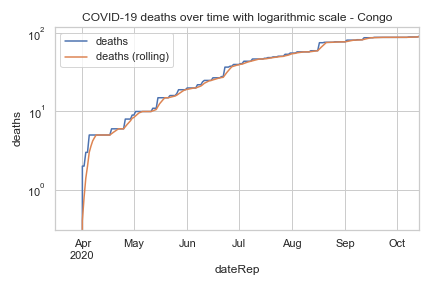 COVID-19 deaths over time with logarithmic scale - Congo
deaths
deaths (rolling)
10²
10¹
10⁰
deaths
Apr
2020
May
Jun
Jul
Aug
Sep
Oct
dateRep